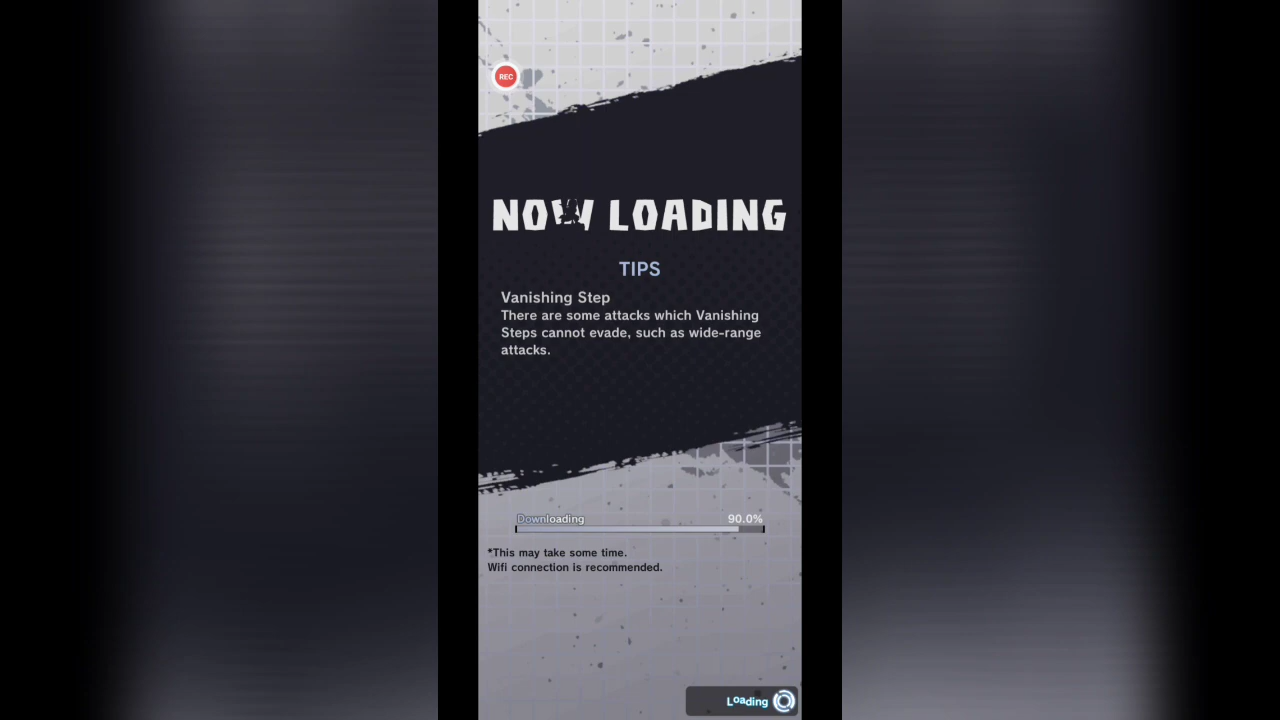 REC
NOW LOADING
TIPS
Vanishing Step
There are some attacks which Vanishing
Steps cannot evade, such as wide-range
attacks.
Downloading 90.0%
*This may take some time.
Wifi connection is recommended.
Loading